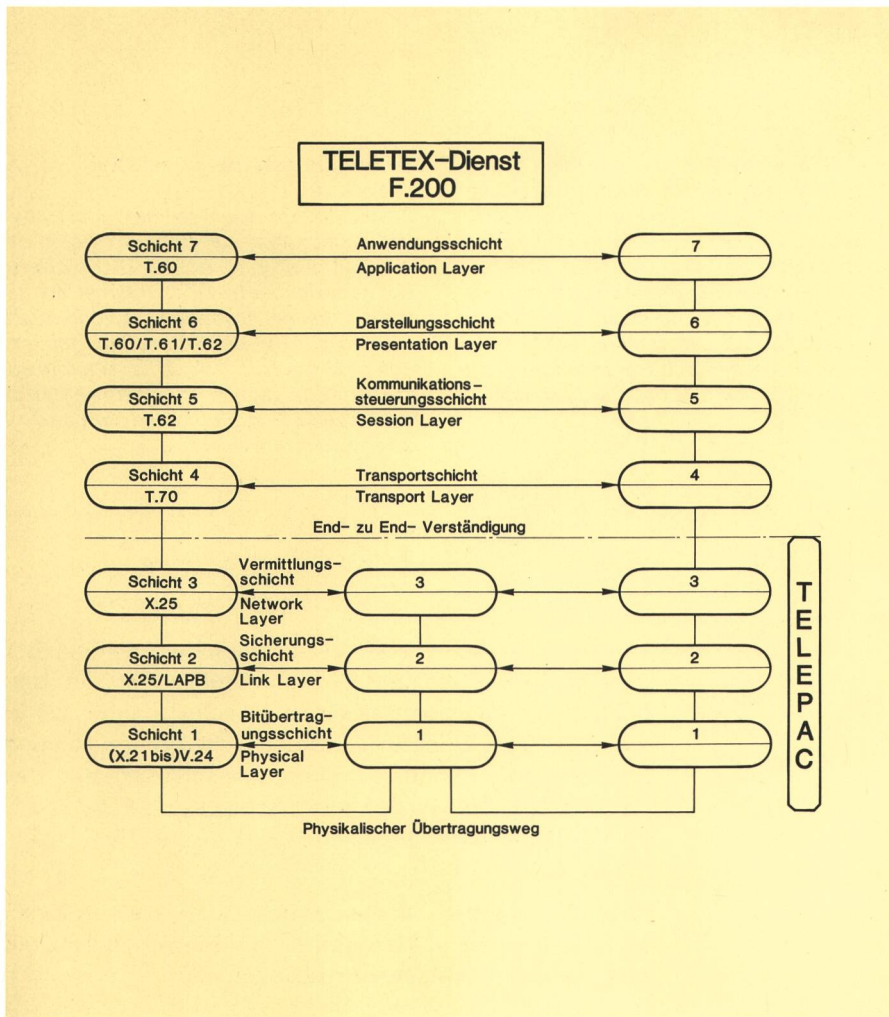 TELETEX-Dienst
F.200
Schicht 7
T.60
Anwendungsschicht
Application Layer
7
Schicht 6
T.60/T.61/T.62
Darstellungsschicht
Presentation Layer
6
Schicht 5
T.62
Kommunikations-
steuerungsschicht
Session Layer
5
Schicht 4
T.70
Transportschicht
Transport Layer
4
End- zu End- Verständigung
Schicht 3
X.25
Vermittlungs-
schicht
Network
Layer
3
3
Schicht 2
X.25/LAPB
Sicherungs-
schicht
Link Layer
2
2
Schicht 1
(X.21bis)V.24
Bitübertrag-
ungsschicht
Physical
Layer
1
1
TELEPAC
Physikalischer Übertragungsweg